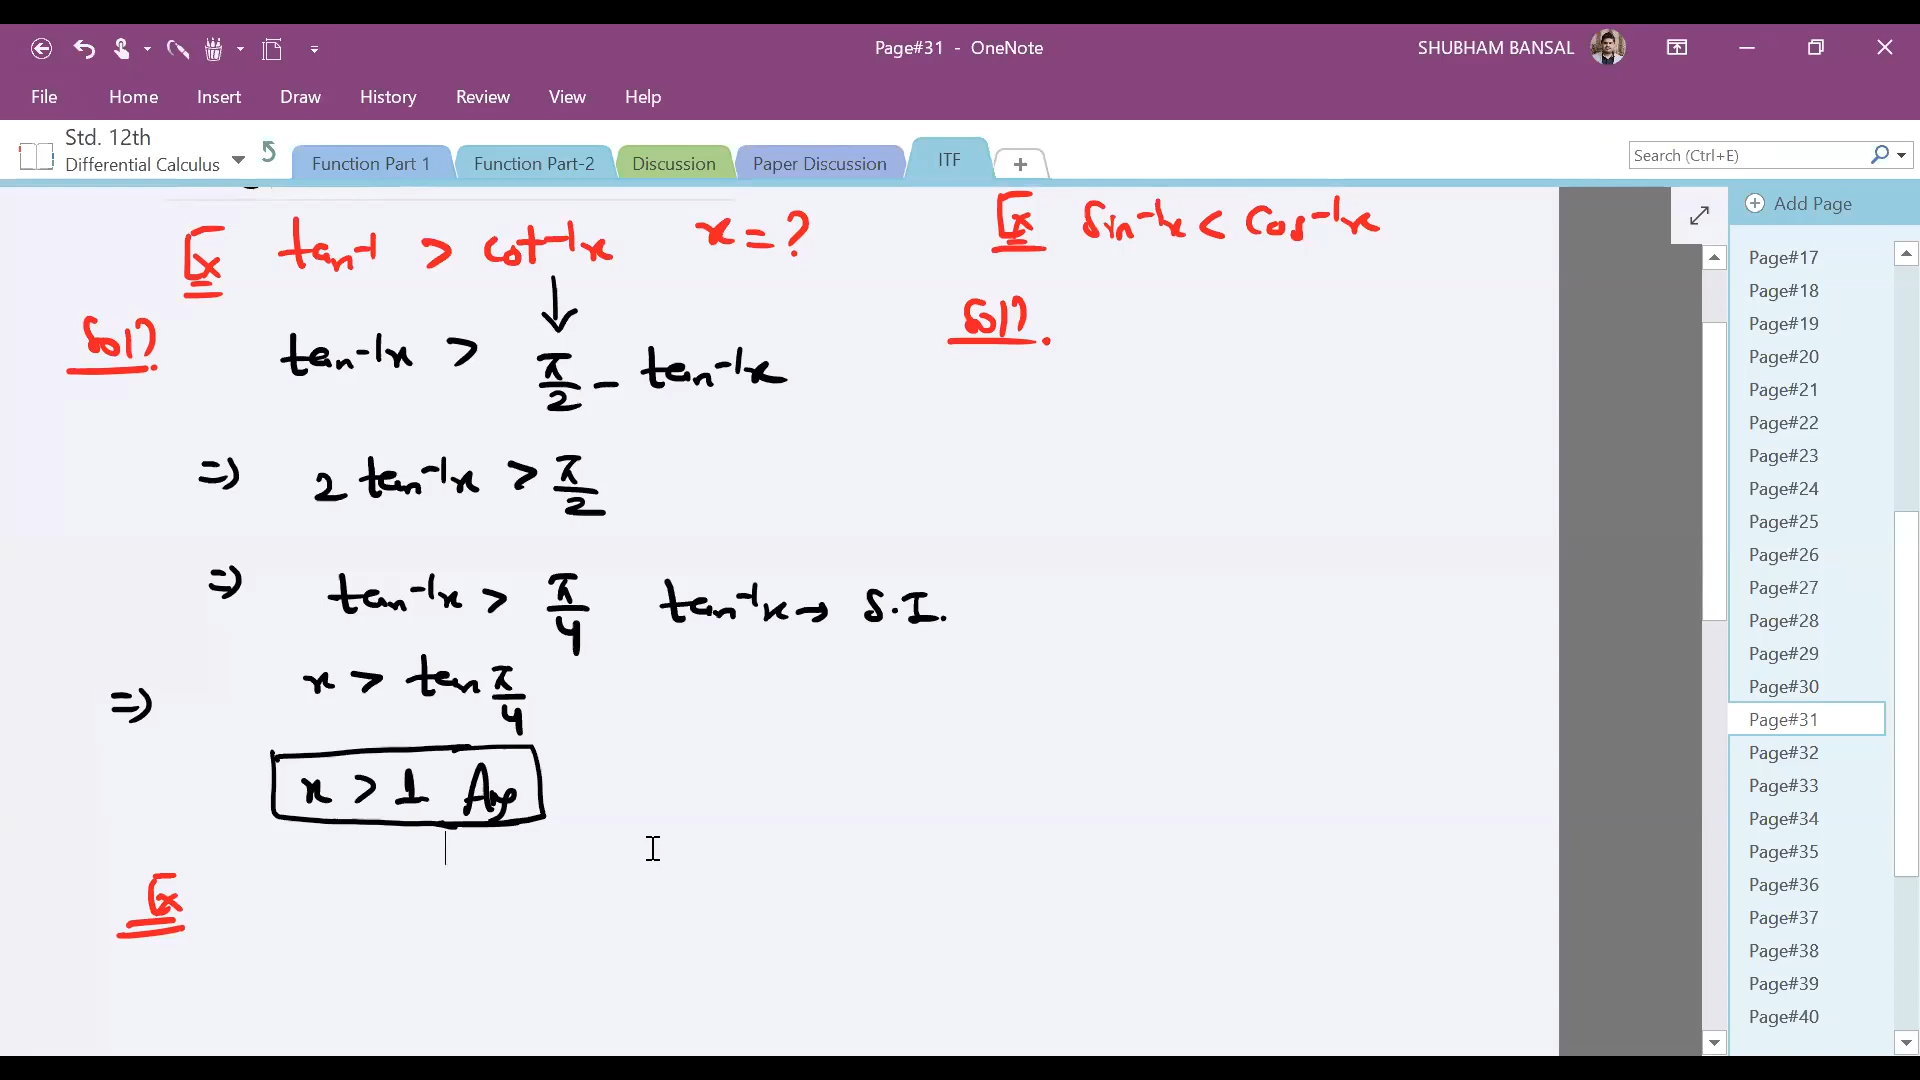 Page#31 - OneNote
SHUBHAM BANSAL
File Home Insert Draw History Review View Help
Std. 12th
Differential Calculus
Function Part 1
Function Part-2
Discussion
Paper Discussion
ITF
+
Search (Ctrl+E)
Ex tan⁻¹ > cot⁻¹x x = ?
Sol?
tan⁻¹x > π/2 - tan⁻¹x
=> 2 tan⁻¹x > π/2
=> tan⁻¹x > π/4 tan⁻¹x → S.I.
=> x > tan π/4
x > 1 Ans
Ex
Ex sin⁻¹x < cos⁻¹x
Sol?.
Add Page
Page#17
Page#18
Page#19
Page#20
Page#21
Page#22
Page#23
Page#24
Page#25
Page#26
Page#27
Page#28
Page#29
Page#30
Page#31
Page#32
Page#33
Page#34
Page#35
Page#36
Page#37
Page#38
Page#39
Page#40